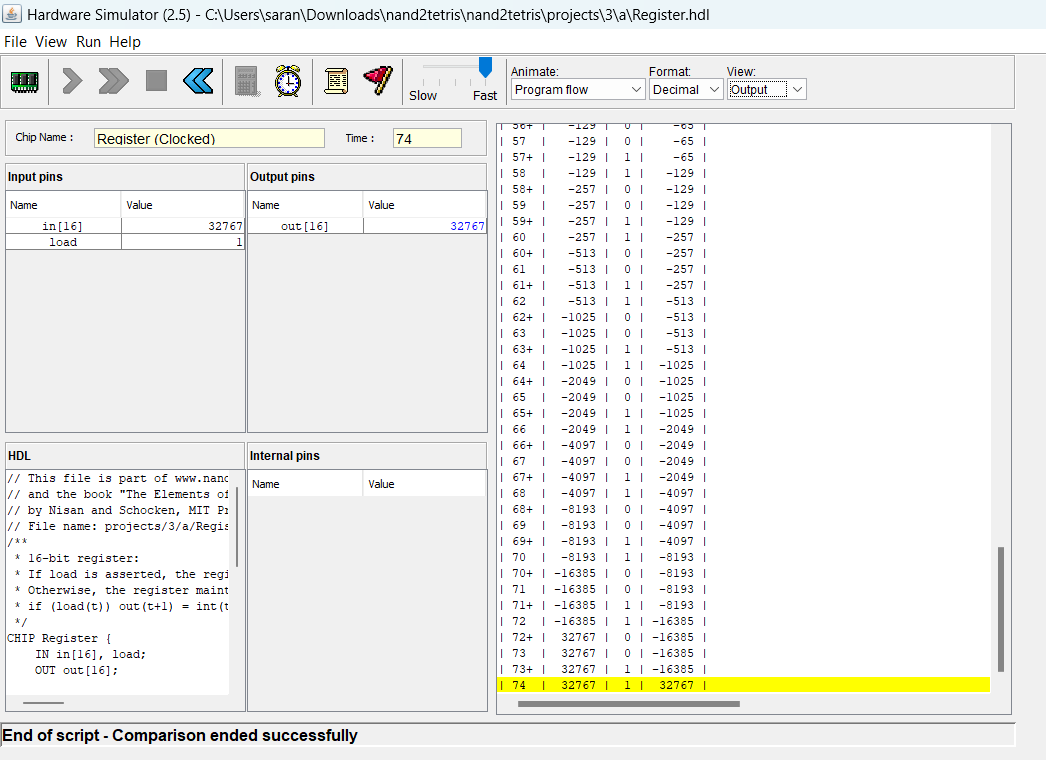 Hardware Simulator (2.5) - C:\Users\saran\Downloads\nand2tetris\nand2tetris\projects\3\a\Register.hdl
File View Run Help
Slow Fast
Animate: Format: View:
Program flow Decimal Output
Chip Name : Register (Clocked) Time : 74
Input pins
Name Value
in[16] 32767
load 1
Output pins
Name Value
out[16] 32767
HDL
// This file is part of www.nand
// and the book "The Elements of
// by Nisan and Schocken, MIT Pr
// File name: projects/3/a/Regis
/**
* 16-bit register:
* If load is asserted, the regi
* Otherwise, the register maint
* if (load(t)) out(t+1) = int(t
*/
CHIP Register {
IN in[16], load;
OUT out[16];
Internal pins
Name Value
| 56+ | -129 | 0 | -65 |
| 57 | -129 | 0 | -65 |
| 57+ | -129 | 1 | -65 |
| 58 | -129 | 1 | -129 |
| 58+ | -257 | 0 | -129 |
| 59 | -257 | 0 | -129 |
| 59+ | -257 | 1 | -129 |
| 60 | -257 | 1 | -257 |
| 60+ | -513 | 0 | -257 |
| 61 | -513 | 0 | -257 |
| 61+ | -513 | 1 | -257 |
| 62 | -513 | 1 | -513 |
| 62+ | -1025 | 0 | -513 |
| 63 | -1025 | 0 | -513 |
| 63+ | -1025 | 1 | -513 |
| 64 | -1025 | 1 | -1025 |
| 64+ | -2049 | 0 | -1025 |
| 65 | -2049 | 0 | -1025 |
| 65+ | -2049 | 1 | -1025 |
| 66 | -2049 | 1 | -2049 |
| 66+ | -4097 | 0 | -2049 |
| 67 | -4097 | 0 | -2049 |
| 67+ | -4097 | 1 | -2049 |
| 68 | -4097 | 1 | -4097 |
| 68+ | -8193 | 0 | -4097 |
| 69 | -8193 | 0 | -4097 |
| 69+ | -8193 | 1 | -4097 |
| 70 | -8193 | 1 | -8193 |
| 70+ | -16385 | 0 | -8193 |
| 71 | -16385 | 0 | -8193 |
| 71+ | -16385 | 1 | -8193 |
| 72 | -16385 | 1 | -16385 |
| 72+ | 32767 | 0 | -16385 |
| 73 | 32767 | 0 | -16385 |
| 73+ | 32767 | 1 | -16385 |
| 74 | 32767 | 1 | 32767 |
End of script - Comparison ended successfully